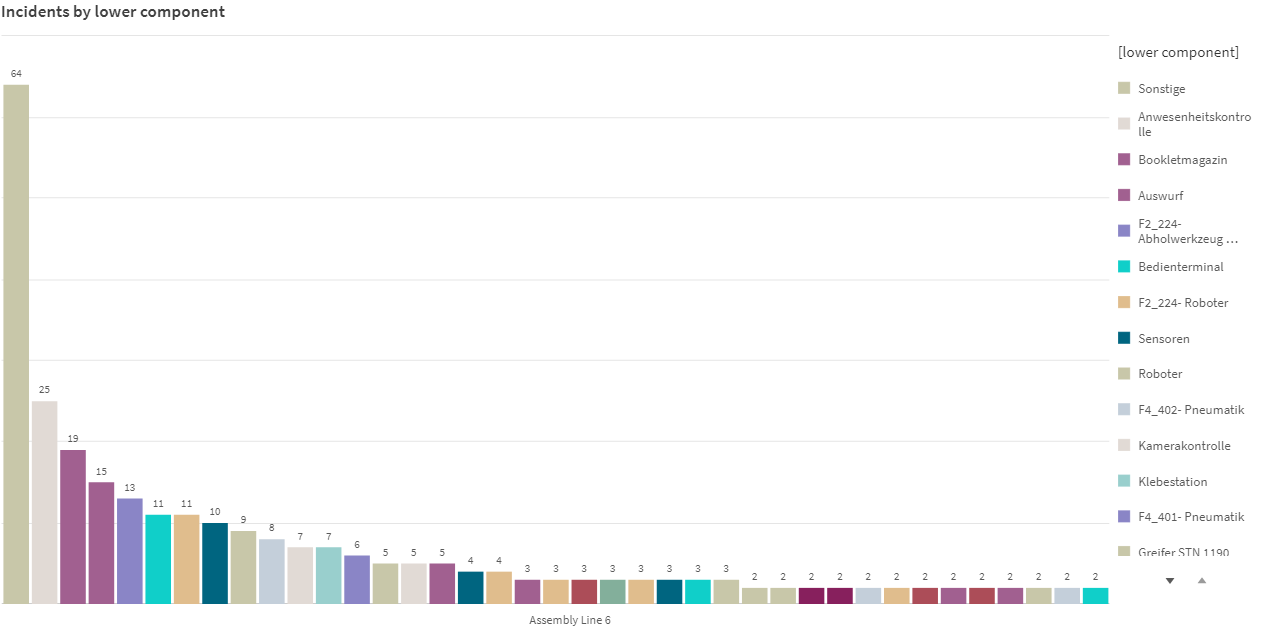 Incidents by lower component
64
25
19
15
13
11
11
10
9
8
7
7
6
5
5
5
4
4
3
3
3
3
3
3
3
3
2
2
2
2
2
2
2
2
2
2
2
2
2
Assembly Line 6
[lower component]
Sonstige
Anwesenheitskontro
lle
Bookletmagazin
Auswurf
F2_224-
Abholwerkzeug ...
Bedienterminal
F2_224- Roboter
Sensoren
Roboter
F4_402- Pneumatik
Kamerakontrolle
Klebestation
F4_401- Pneumatik
Greifer STN 1190